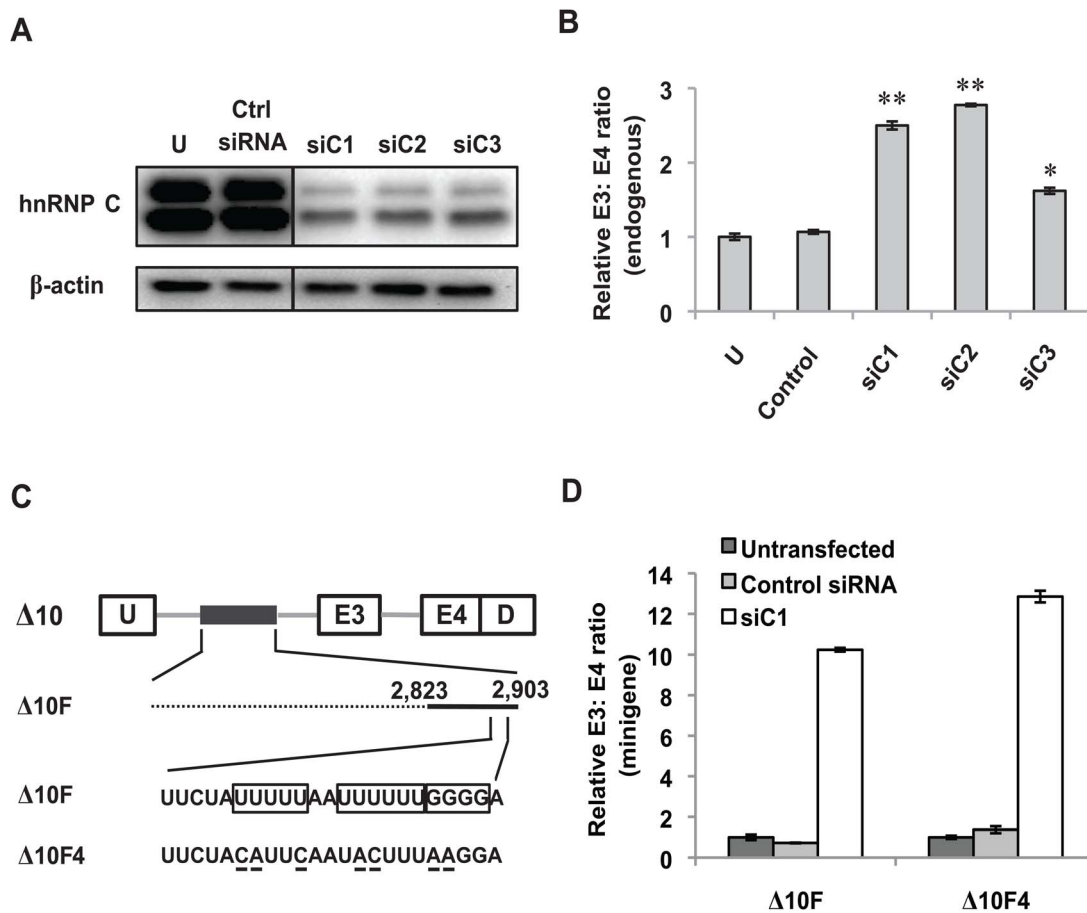 A
Ctrl
U siRNA siC1 siC2 siC3
hnRNP C
β-actin
B
Relative E3: E4 ratio
(endogenous)
3
2
1
0
** ** *
U Control siC1 siC2 siC3
C
Δ10 U E3 E4 D
2,823 2,903
Δ10F
Δ10F UUCUAUUUUUAAUUUUUUGGGGA
Δ10F4 UUCUACAUUCAAUACUUUAAGGA
D
Untransfected
Control siRNA
siC1
Relative E3: E4 ratio
(minigene)
14
12
10
8
6
4
2
0
Δ10F Δ10F4